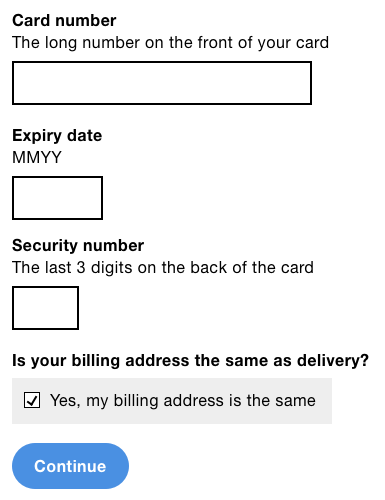 Card number
The long number on the front of your card
Expiry date
MMYY
Security number
The last 3 digits on the back of the card
Is your billing address the same as delivery?
Yes, my billing address is the same
Continue